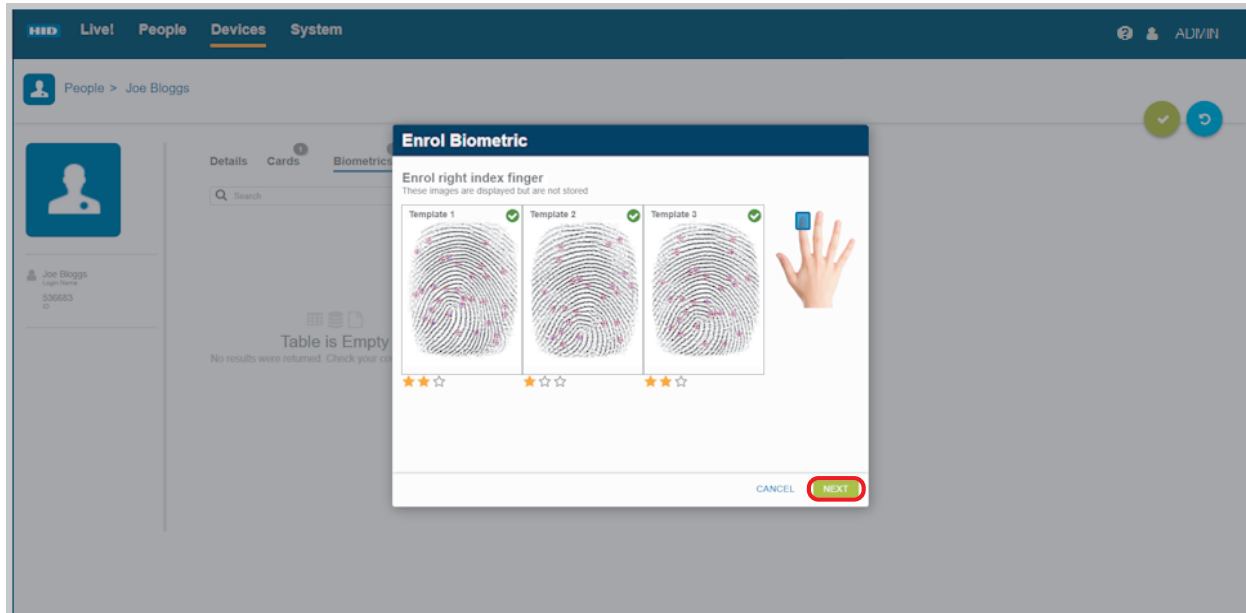 HID Live! People Devices System ADMIN
People > Joe Bloggs
Enrol Biometric
Details Cards 1 Biometrics
Search
Enrol right index finger
These images are displayed but are not stored
Template 1 Template 2 Template 3
Joe Bloggs
Login Name
536683
ID
Table is Empty
No results were returned. Check your
CANCEL NEXT